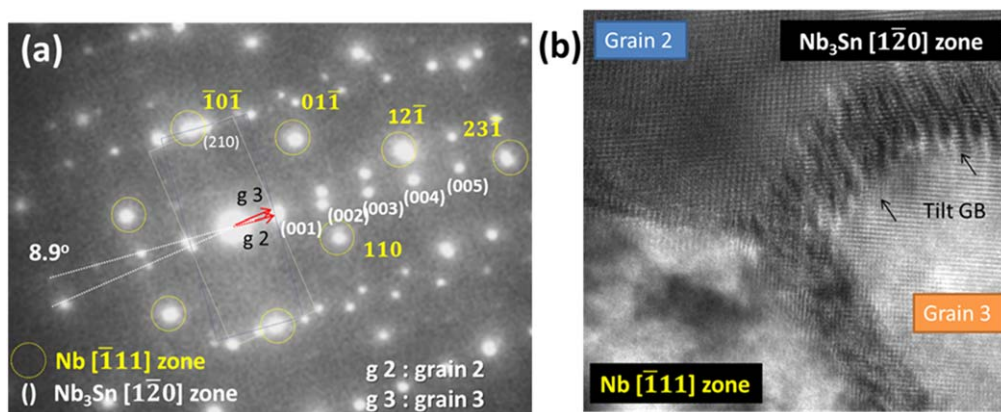 (a)
1̅01̅
011̅
121̅
231̅
(210)
g 3
g 2
(001)
(002)
(003)
(004)
(005)
110
8.9°
Nb [1̅11] zone
() Nb₃Sn [12̅0] zone
g 2 : grain 2
g 3 : grain 3
(b)
Grain 2
Nb₃Sn [12̅0] zone
Tilt GB
Grain 3
Nb [1̅11] zone